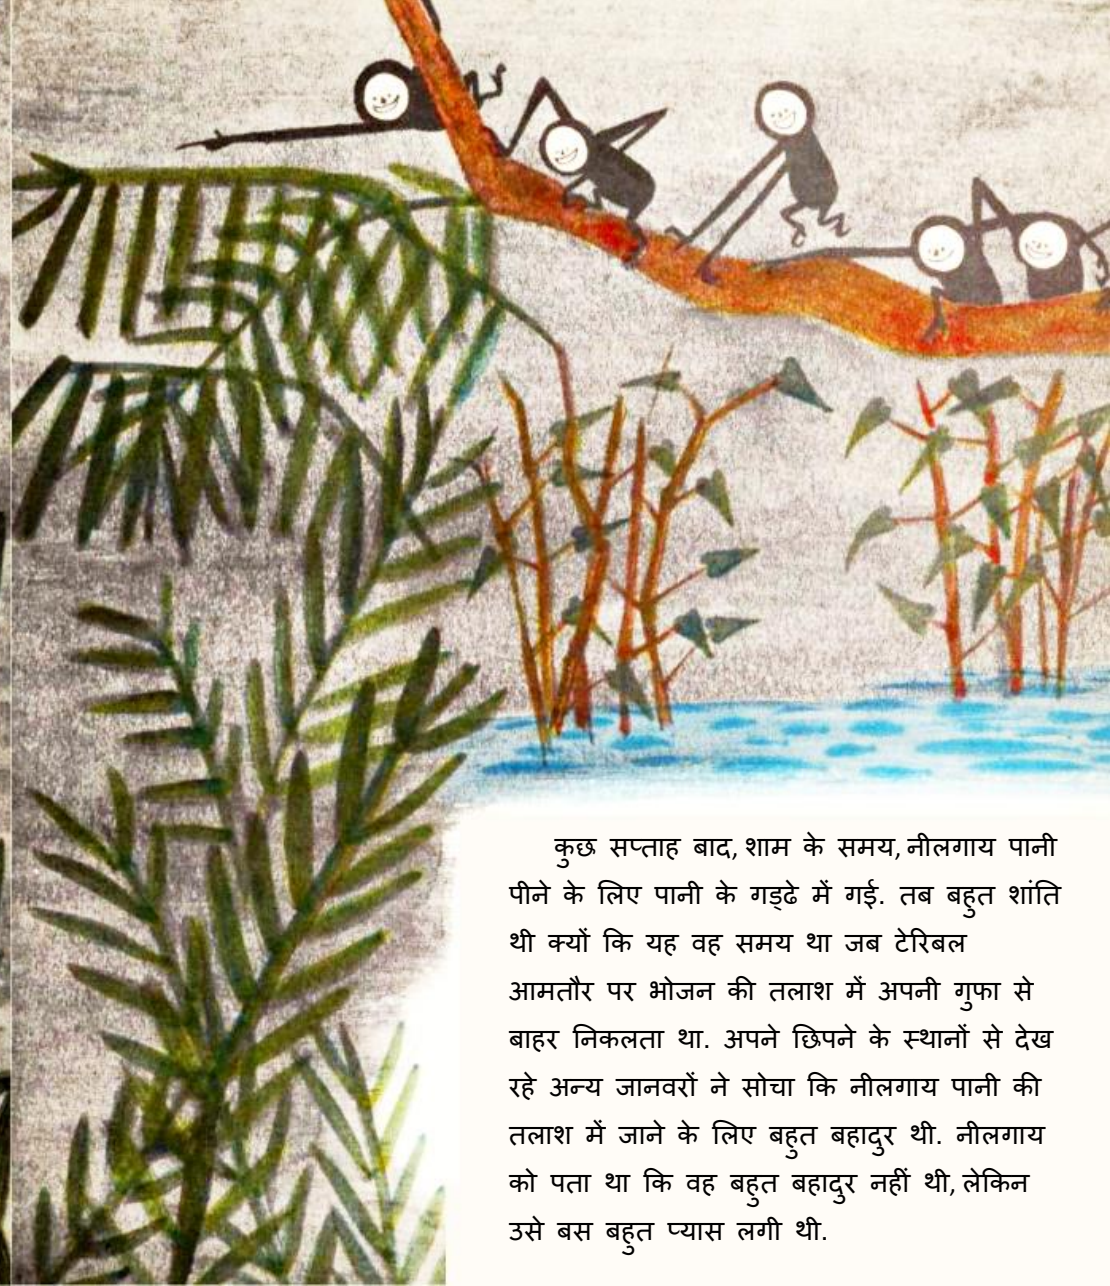 कुछ सप्ताह बाद, शाम के समय, नीलगाय पानी
पीने के लिए पानी के गड्ढे में गई. तब बहुत शांति
थी क्यों कि यह वह समय था जब टेरिबल
आमतौर पर भोजन की तलाश में अपनी गुफा से
बाहर निकलता था. अपने छिपने के स्थानों से देख
रहे अन्य जानवरों ने सोचा कि नीलगाय पानी की
तलाश में जाने के लिए बहुत बहादुर थी. नीलगाय
को पता था कि वह बहुत बहादुर नहीं थी, लेकिन
उसे बस बहुत प्यास लगी थी.